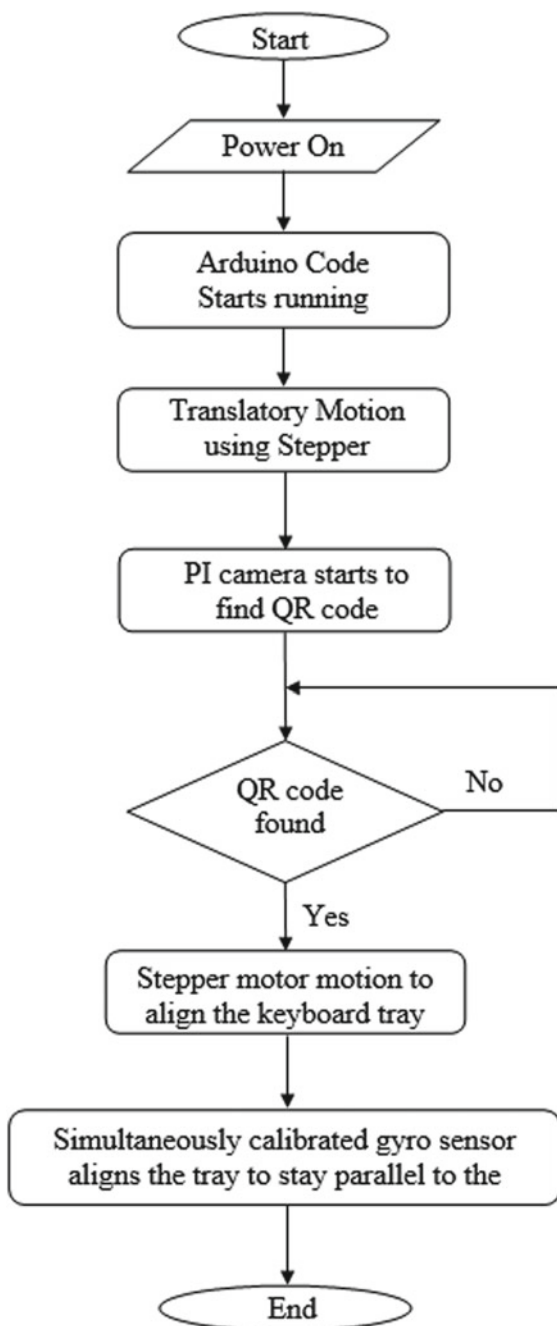 Start
Power On
Arduino Code
Starts running
Translatory Motion
using Stepper
PI camera starts to
find QR code
QR code
found
No
Yes
Stepper motor motion to
align the keyboard tray
Simultaneously calibrated gyro sensor
aligns the tray to stay parallel to the
End